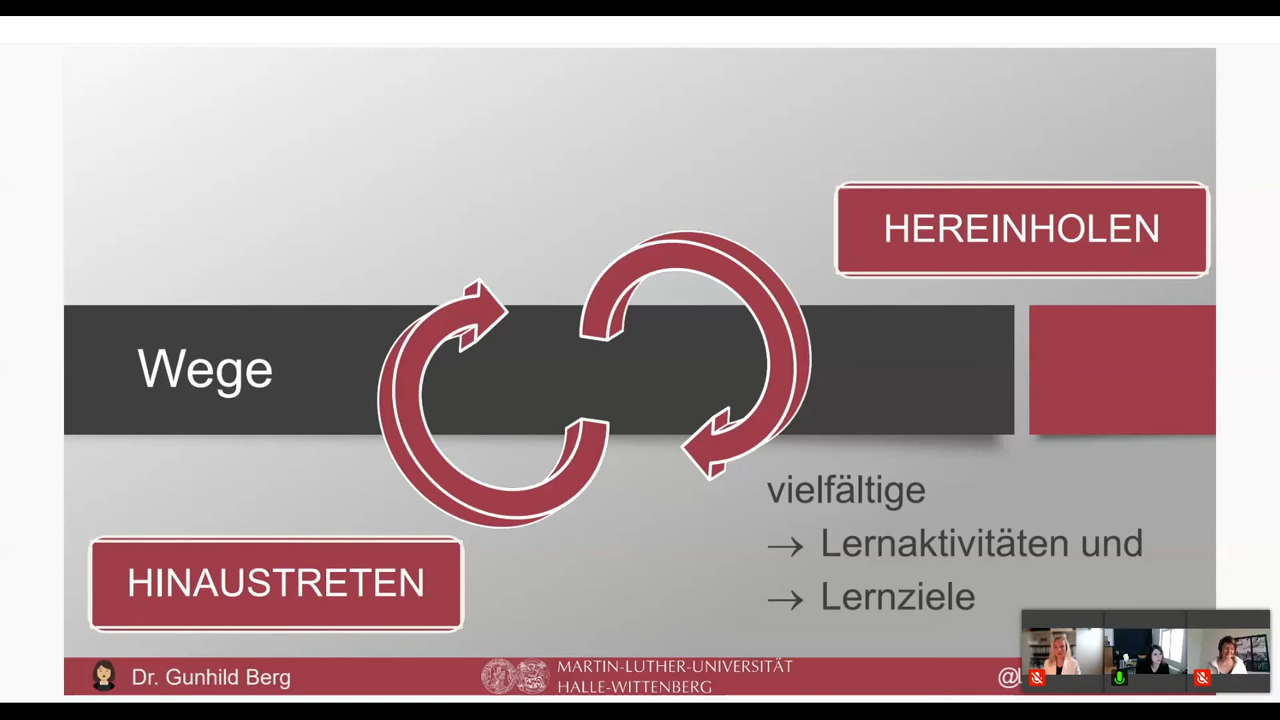 HEREINHOLEN
Wege
vielfältige
→ Lernaktivitäten und
→ Lernziele
HINAUSTRETEN
Dr. Gunhild Berg
MARTIN-LUTHER-UNIVERSITÄT
HALLE-WITTENBERG